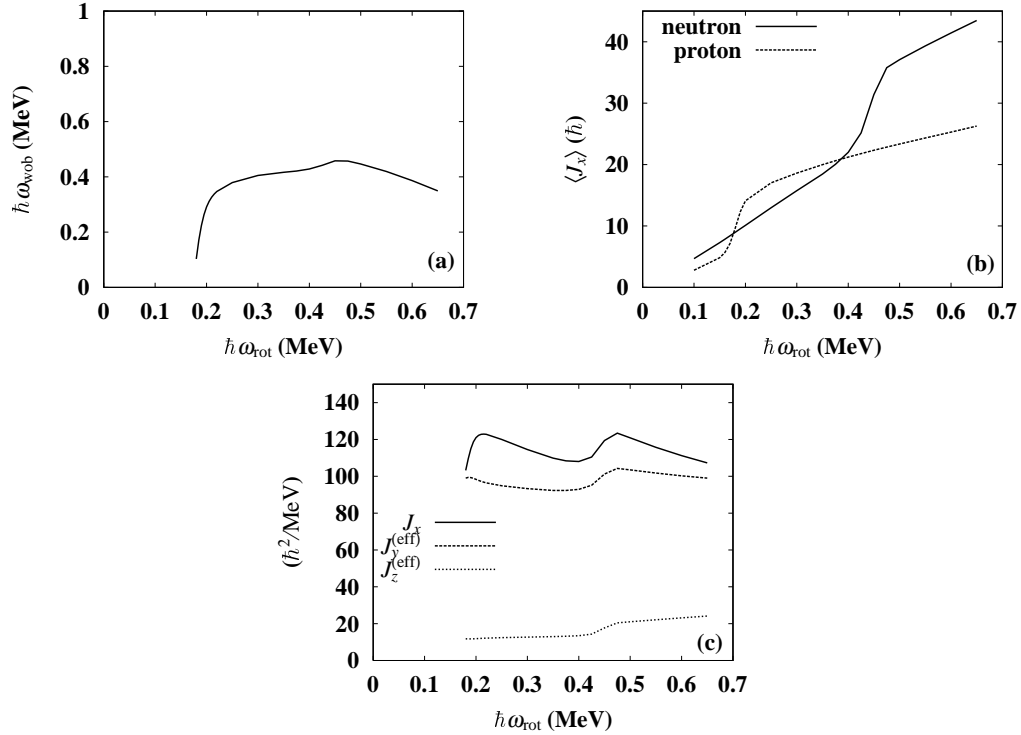 1
0.8
0.6
0.4
0.2
0
ℏ ω_wob (MeV)
(a)
0 0.1 0.2 0.3 0.4 0.5 0.6 0.7
ℏ ω_rot (MeV)
neutron
proton
40
30
20
10
0
⟨J_x⟩ (ℏ)
(b)
0 0.1 0.2 0.3 0.4 0.5 0.6 0.7
ℏ ω_rot (MeV)
140
120
100
80
60
40
20
0
(ℏ²/MeV)
J_x
J_y^(eff)
J_z^(eff)
(c)
0 0.1 0.2 0.3 0.4 0.5 0.6 0.7
ℏ ω_rot (MeV)